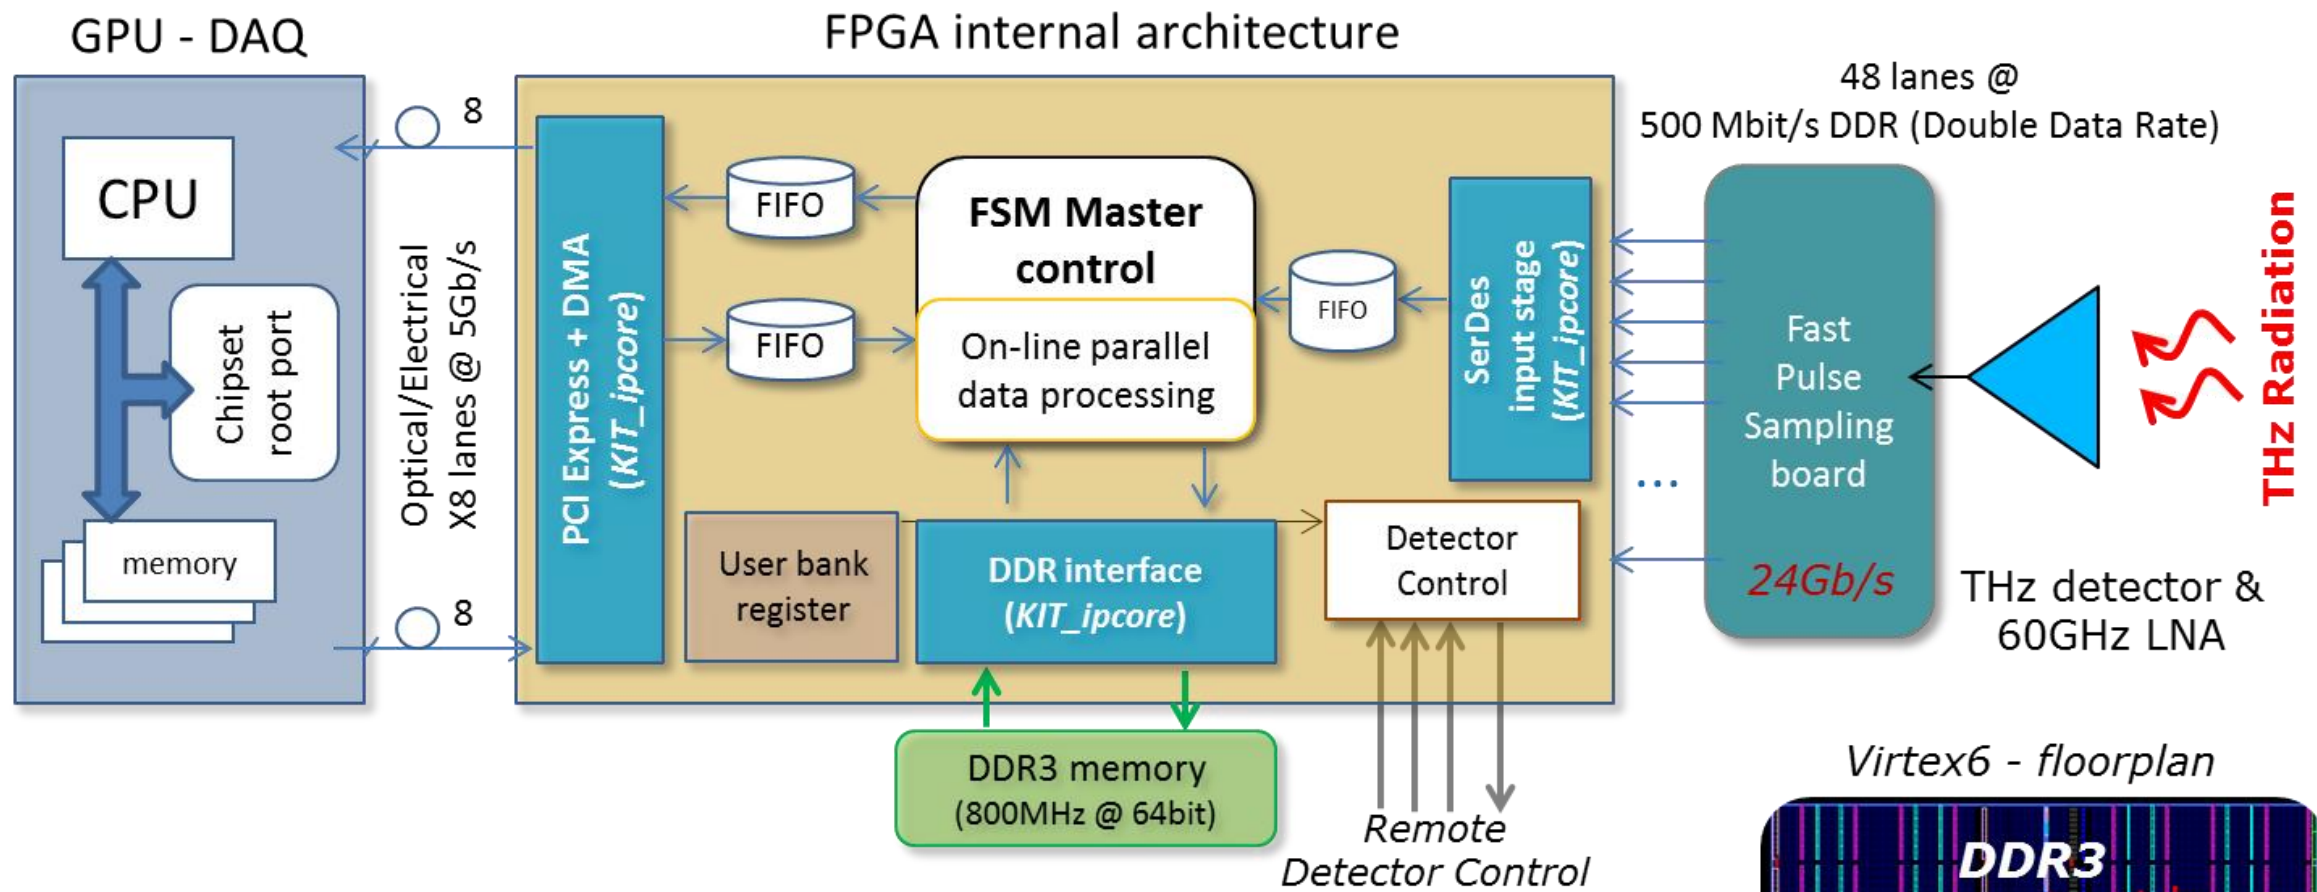 GPU - DAQ
FPGA internal architecture
48 lanes @
500 Mbit/s DDR (Double Data Rate)
CPU
Chipset
root port
memory
8
Optical/Electrical
X8 lanes @ 5Gb/s
8
PCI Express + DMA
(KIT_ipcore)
FIFO
FIFO
FSM Master
control
On-line parallel
data processing
FIFO
SerDes
input stage
(KIT_ipcore)
User bank
register
DDR interface
(KIT_ipcore)
Detector
Control
...
Fast
Pulse
Sampling
board
24Gb/s
THz Radiation
THz detector &
60GHz LNA
DDR3 memory
(800MHz @ 64bit)
Remote
Detector Control
Virtex6 - floorplan
DDR3